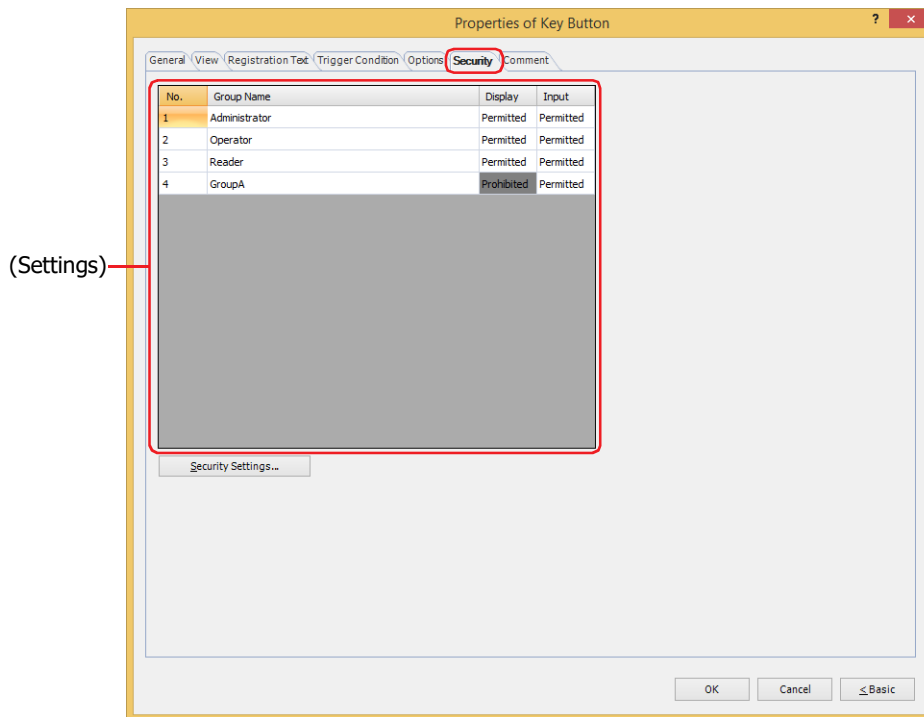 Properties of Key Button
? ×
General View Registration Text Trigger Condition Options Security Comment
No. Group Name Display Input
1 Administrator Permitted Permitted
2 Operator Permitted Permitted
3 Reader Permitted Permitted
4 GroupA Prohibited Permitted
(Settings)
Security Settings...
OK Cancel < Basic